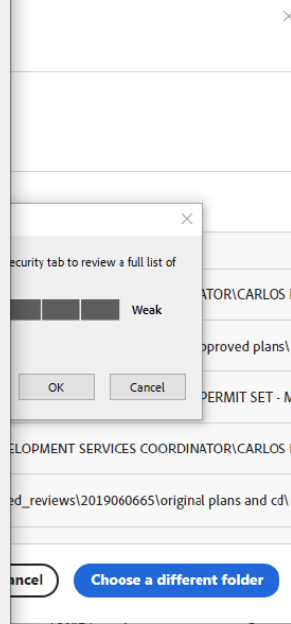 ecurity tab to review a full list of
Weak
ATOR\CARLOS
pproved plans\
OK Cancel
PERMIT SET - M
ELOPMENT SERVICES COORDINATOR\CARLOS
ed_reviews\2019060665\original plans and cd\
ancel Choose a different folder